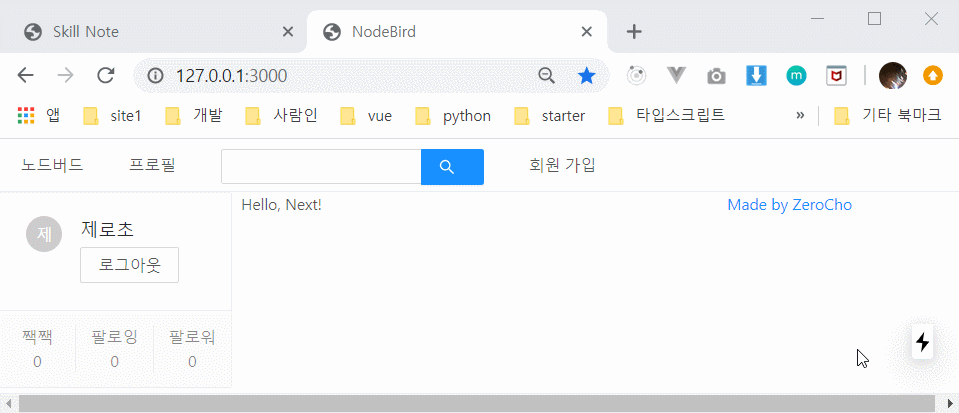 Skill Note
NodeBird
127.0.0.1:3000
앱 site1 개발 사람인 vue python starter 타입스크립트 » 기타 북마크
노드버드 프로필 회원 가입
제 제로초
로그아웃
Hello, Next!
Made by ZeroCho
짹짹 팔로잉 팔로워
0 0 0